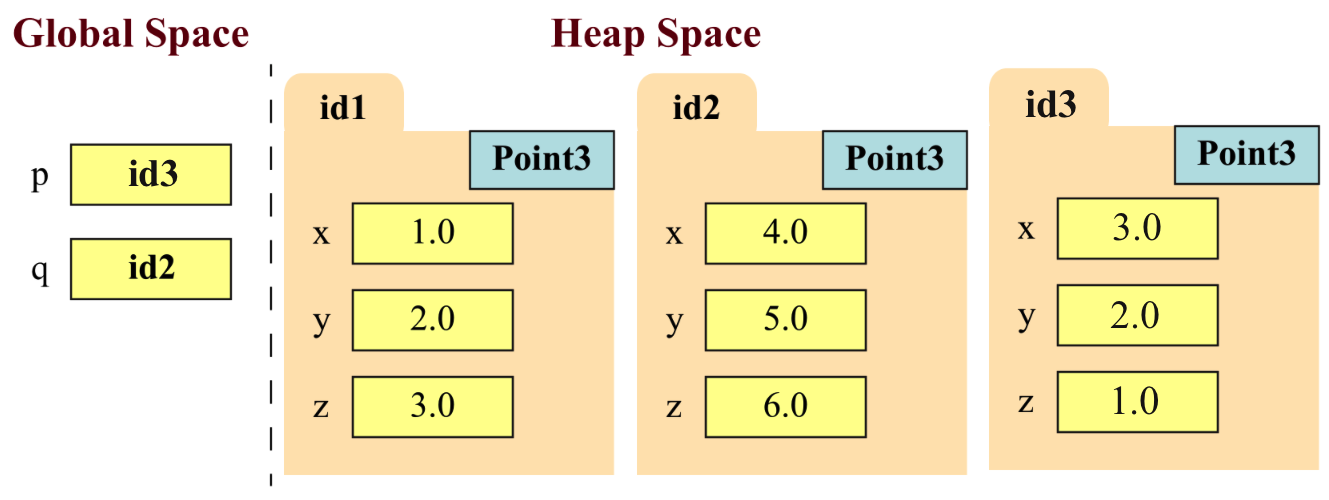 Global Space
Heap Space
p id3
q id2
id1
Point3
x 1.0
y 2.0
z 3.0
id2
Point3
x 4.0
y 5.0
z 6.0
id3
Point3
x 3.0
y 2.0
z 1.0